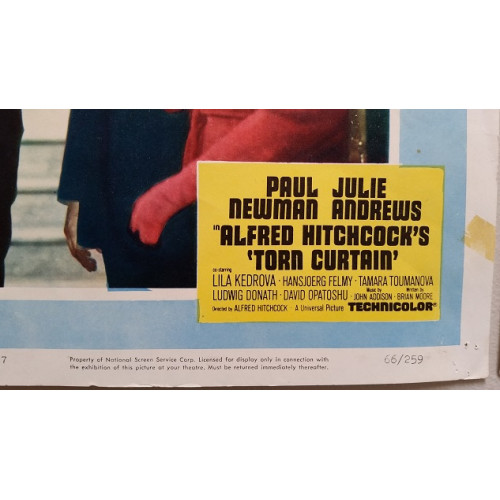 PAUL JULIE
NEWMAN ANDREWS
in ALFRED HITCHCOCK'S
'TORN CURTAIN'
co-starring
LILA KEDROVA · HANSJOERG FELMY · TAMARA TOUMANOVA
LUDWIG DONATH · DAVID OPATOSHU Music by JOHN ADDISON · Written by BRIAN MOORE
Directed by ALFRED HITCHCOCK A Universal Picture TECHNICOLOR®
7 Property of National Screen Service Corp. Licensed for display only in connection 66/259
with the exhibition of this picture at your theatre. Must be returned immediately thereafter.